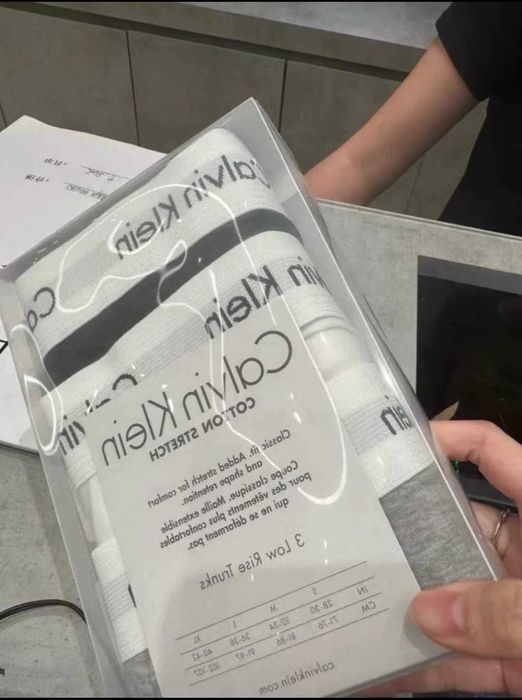 Calvin Klein
Calvin Klein
Calvin Klein
COTTON STRETCH
Classic fit. Added stretch for comfort
and shape retention.
Coupe classique. Maille extensible
pour des vêtements plus confortables
qui ne se déforment pas.
3 Low Rise Trunks
S M L XL
IN 28-30 32-34 36-38 40-42
CM 71-76 81-86 91-97 102-107
calvinklein.com